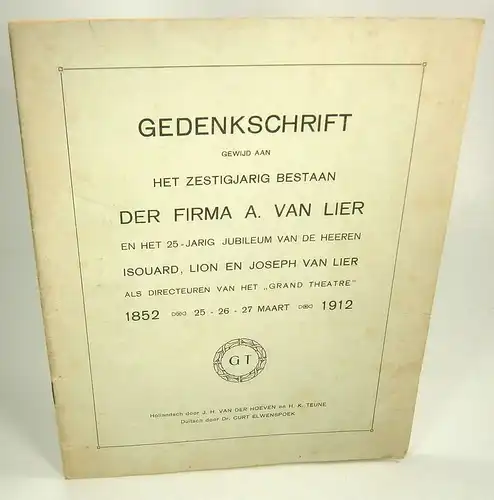 GEDENKSCHRIFT
GEWIJD AAN
HET ZESTIGJARIG BESTAAN
DER FIRMA A. VAN LIER
EN HET 25-JARIG JUBILEUM VAN DE HEEREN
ISOUARD, LION EN JOSEPH VAN LIER
ALS DIRECTEUREN VAN HET „GRAND THEATRE"
1852 25 - 26 - 27 MAART 1912
GT
Hollandsch door J. H. VAN DER HOEVEN en H. K. TEUNE
Duitsch door Dr. CURT ELWENSPOEK